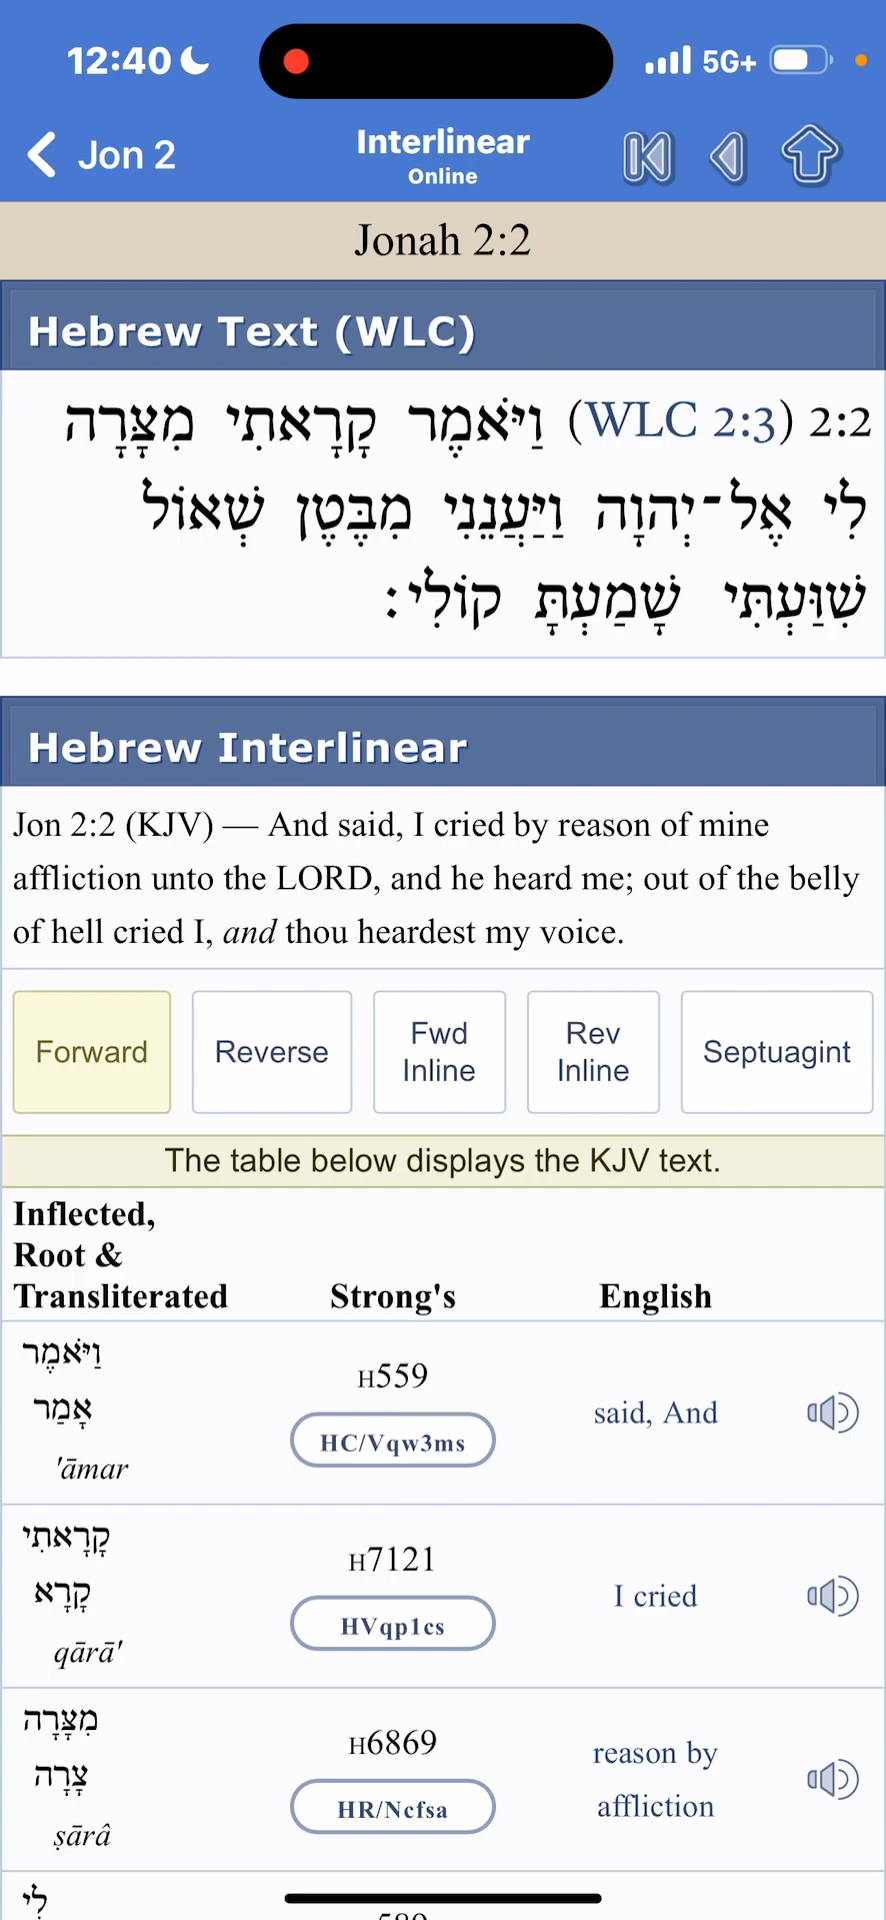 12:40
5G+
Jon 2
Interlinear
Online
Jonah 2:2
Hebrew Text (WLC)
2:2 (WLC 2:3) וַיֹּאמֶר קָרָאתִי מִצָּרָה
לִי אֶל־יְהוָה וַיַּעֲנֵנִי מִבֶּטֶן שְׁאוֹל
שִׁוַּעְתִּי שָׁמַעְתָּ קוֹלִי׃
Hebrew Interlinear
Jon 2:2 (KJV) — And said, I cried by reason of mine
affliction unto the LORD, and he heard me; out of the belly
of hell cried I, and thou heardest my voice.
Forward
Reverse
Fwd
Inline
Rev
Inline
Septuagint
The table below displays the KJV text.
Inflected,
Root &
Transliterated
Strong's
English
וַיֹּאמֶר
אָמַר
'āmar
H559
HC/Vqw3ms
said, And
קָרָאתִי
קָרָא
qārā'
H7121
HVqp1cs
I cried
מִצָּרָה
צָרָה
ṣārâ
H6869
HR/Ncfsa
reason by
affliction
לִי